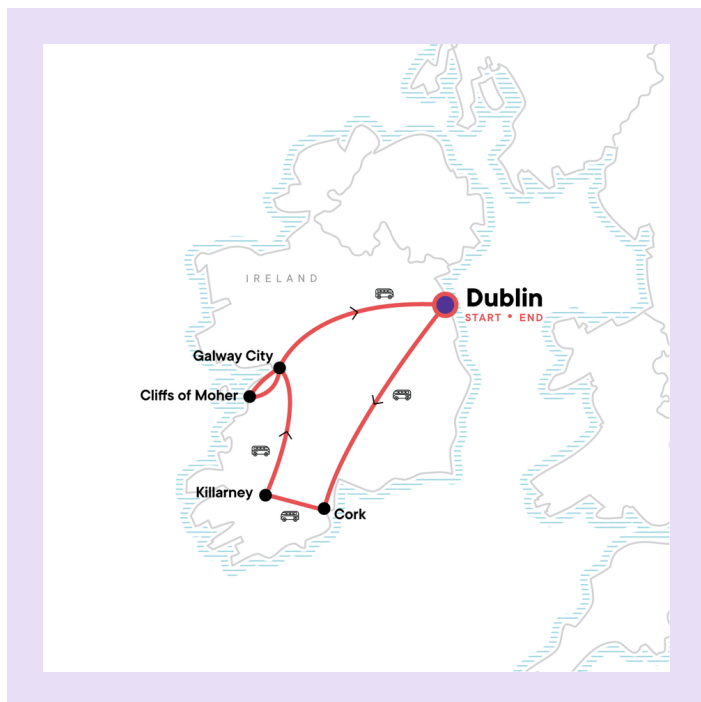 IRELAND
Dublin
START • END
Galway City
Cliffs of Moher
Killarney
Cork